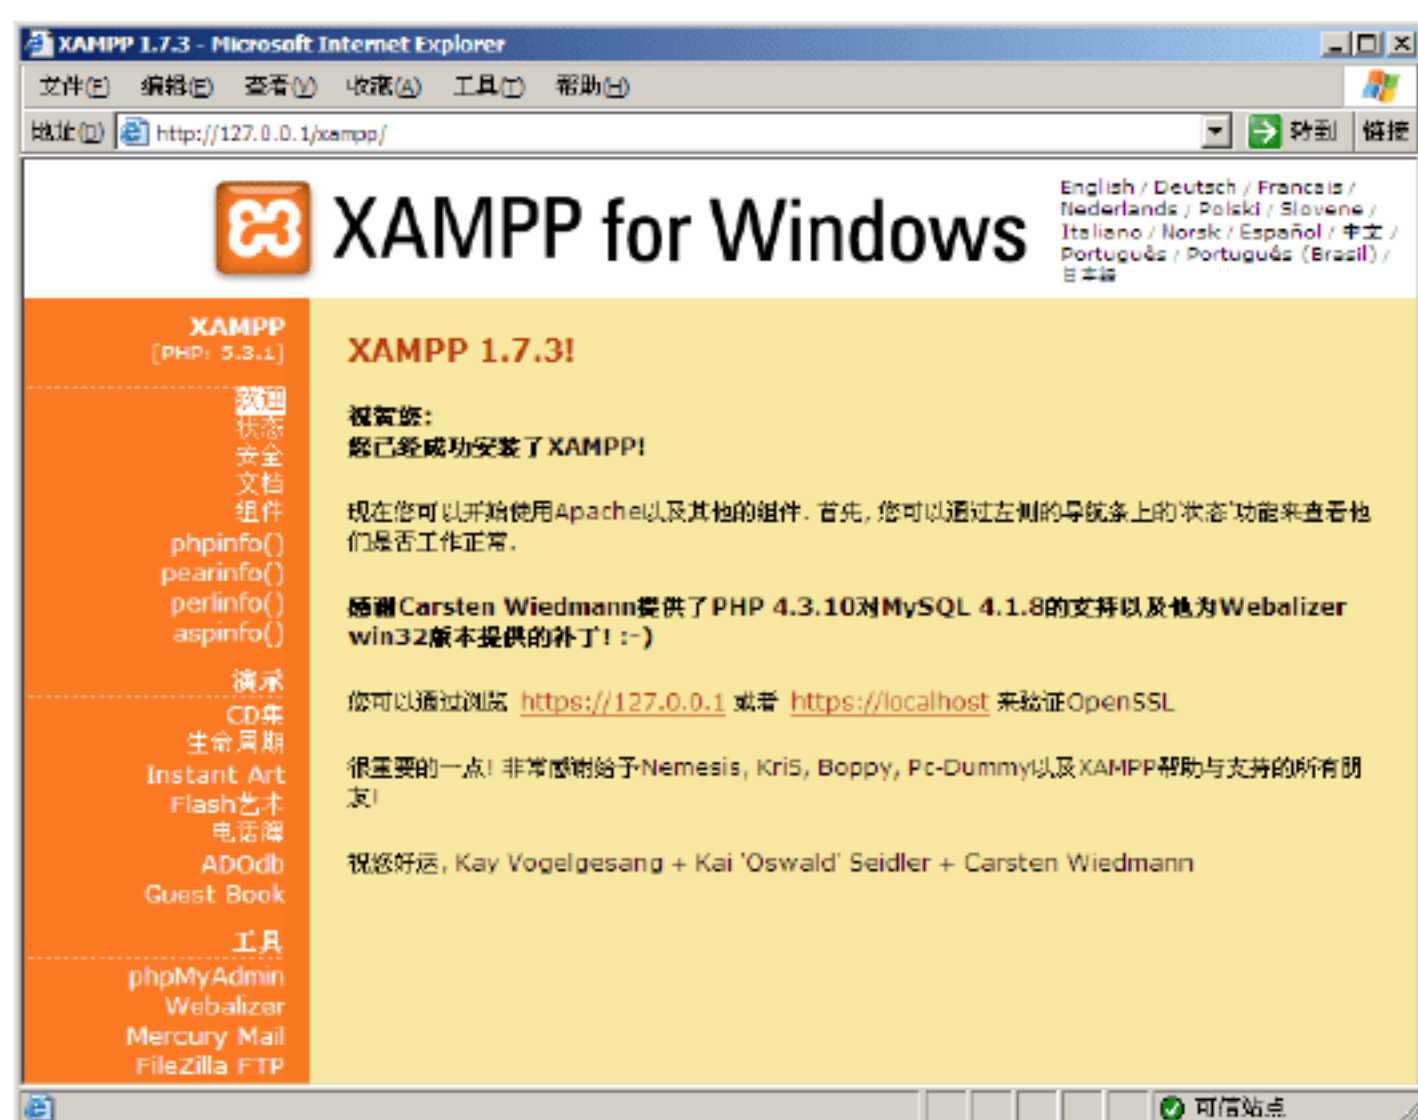 XAMPP 1.7.3 - Microsoft Internet Explorer
文件(F) 编辑(E) 查看(V) 收藏(A) 工具(T) 帮助(H)
地址(D) http://127.0.0.1/xampp/ 转到 链接
XAMPP for Windows
English / Deutsch / Francais /
Nederlands / Polski / Slovene /
Italiano / Norsk / Español / 中文 /
Português / Português (Brasil) /
日本語
XAMPP
[PHP: 5.3.1]
欢迎
状态
安全
文档
组件
phpinfo()
pearinfo()
perlinfo()
aspinfo()
演示
CD集
生命周期
Instant Art
Flash艺术
电话簿
ADOdb
Guest Book
工具
phpMyAdmin
Webalizer
Mercury Mail
FileZilla FTP
XAMPP 1.7.3!
祝贺您:
您已经成功安装了XAMPP!
现在您可以开始使用Apache以及其他的组件. 首先, 您可以通过左侧的导航条上的'状态'功能来查看他
们是否工作正常.
感谢Carsten Wiedmann提供了PHP 4.3.10对MySQL 4.1.8的支持以及他为Webalizer
win32版本提供的补丁! :-)
您可以通过浏览 https://127.0.0.1 或者 https://localhost 来验证OpenSSL
很重要的一点! 非常感谢给予Nemesis, KriS, Boppy, Pc-Dummy以及XAMPP帮助与支持的所有朋
友!
祝您好运, Kay Vogelgesang + Kai 'Oswald' Seidler + Carsten Wiedmann
可信站点